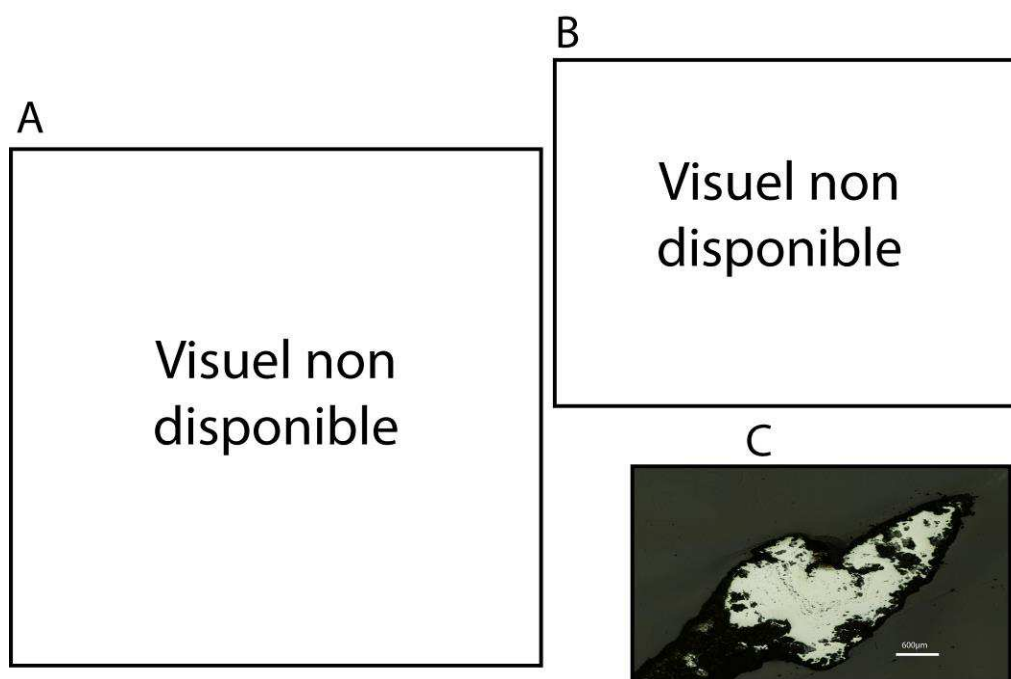 A
Visuel non
disponible
B
Visuel non
disponible
C
600µm